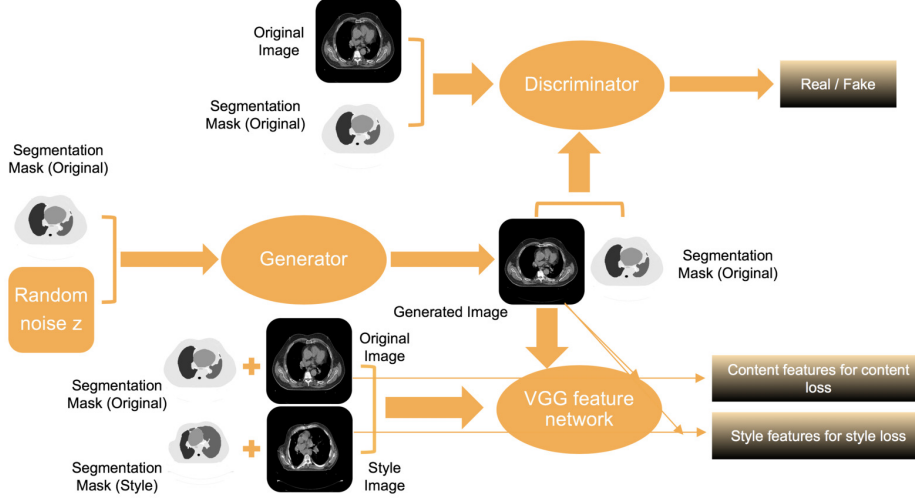 Original
Image
Segmentation
Mask (Original)
Discriminator
Real / Fake
Segmentation
Mask (Original)
Random
noise z
Generator
Generated Image
Segmentation
Mask (Original)
Segmentation
Mask (Original)
Original
Image
Segmentation
Mask (Style)
Style
Image
VGG feature
network
Content features for content
loss
Style features for style loss